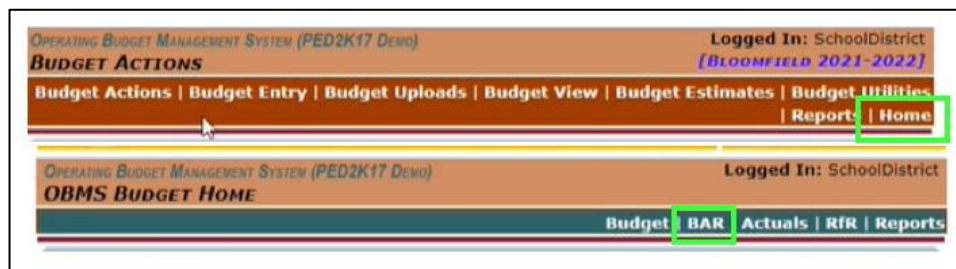 OPERATING BUDGET MANAGEMENT SYSTEM (PED2K17 DEMO) Logged In: SchoolDistrict
BUDGET ACTIONS [BLOOMFIELD 2021-2022]
Budget Actions | Budget Entry | Budget Uploads | Budget View | Budget Estimates | Budget Utilities
| Reports | Home
OPERATING BUDGET MANAGEMENT SYSTEM (PED2K17 DEMO) Logged In: SchoolDistrict
OBMS BUDGET HOME
Budget | BAR | Actuals | RfR | Reports